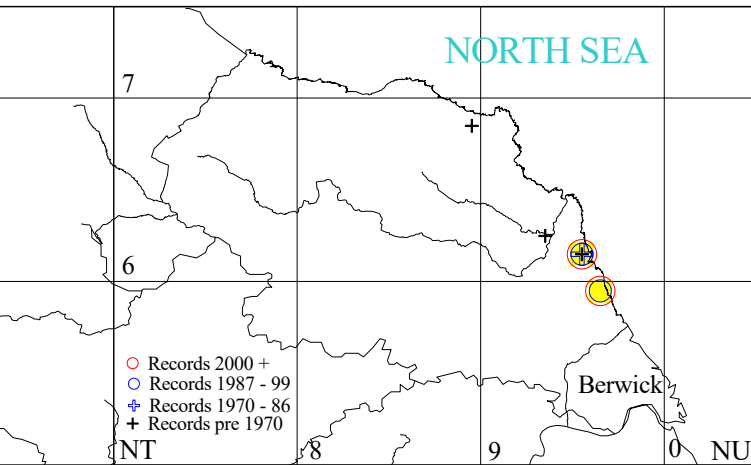 NORTH SEA
7
6
Records 2000 +
Records 1987 - 99
Records 1970 - 86
Records pre 1970
Berwick
NT 8 9 0 NU